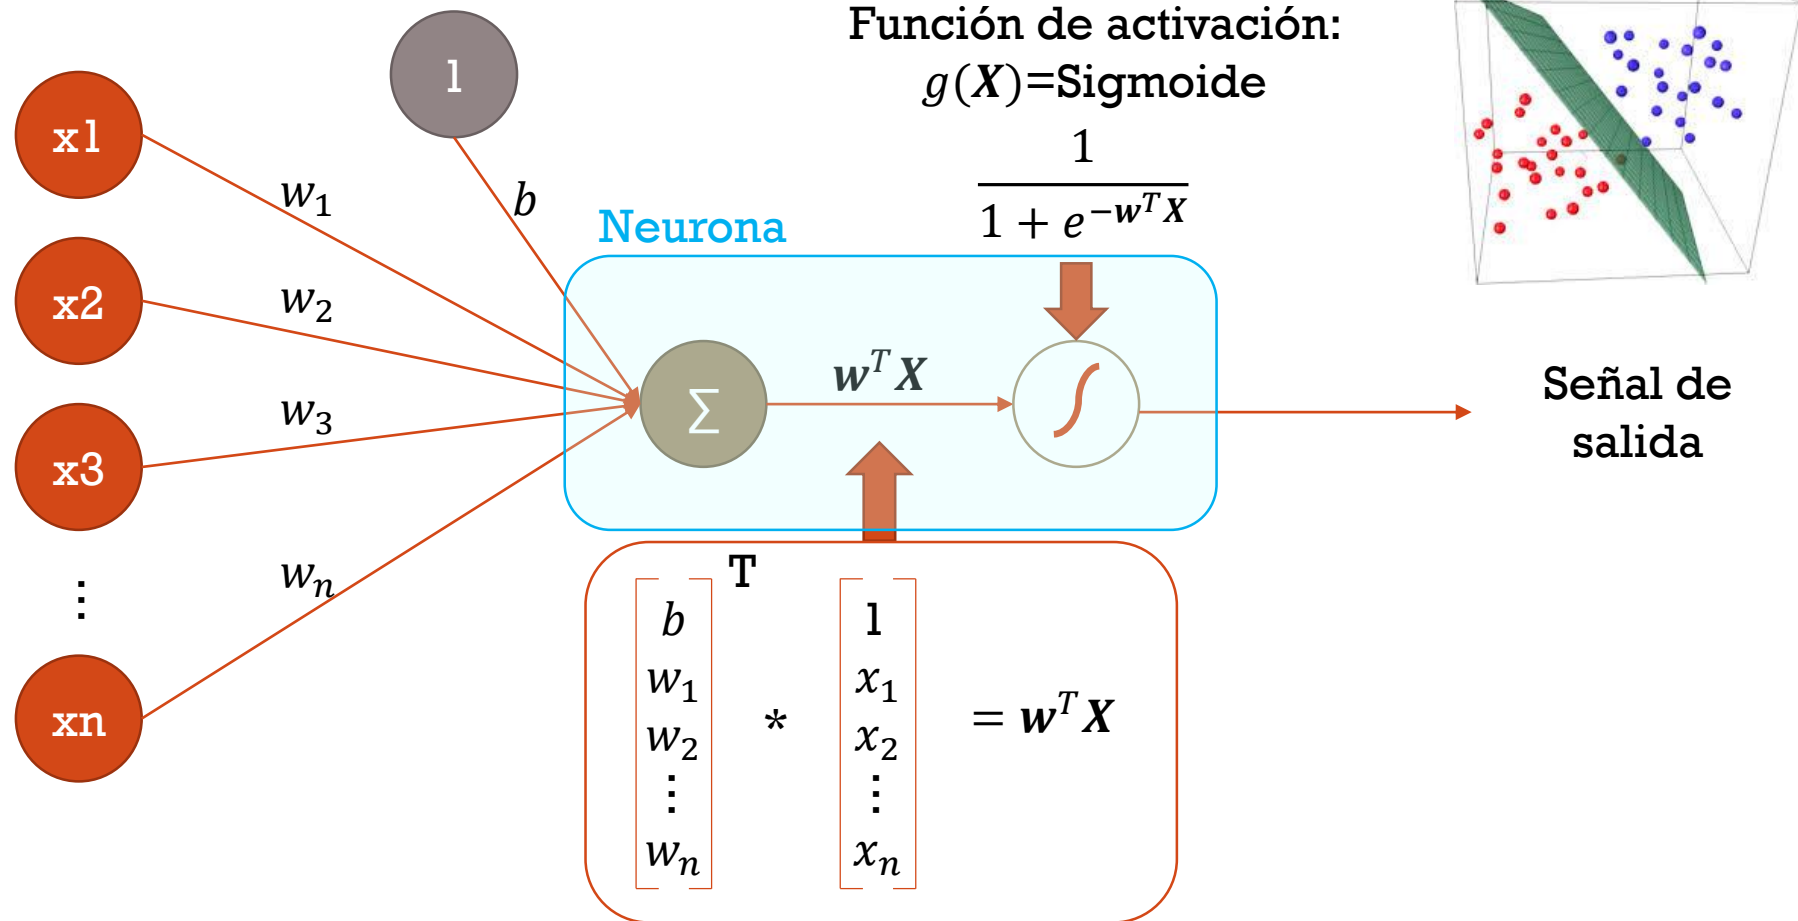 Función de activación:
g(X)=Sigmoide
1
1 + e^{-w^T X}
1
x1
x2
x3
⋮
xn
w₁
w₂
w₃
wₙ
b
Neurona
∑
w^T X
Señal de
salida
T
b
w₁
w₂
⋮
wₙ
*
1
x₁
x₂
⋮
xₙ
= w^T X